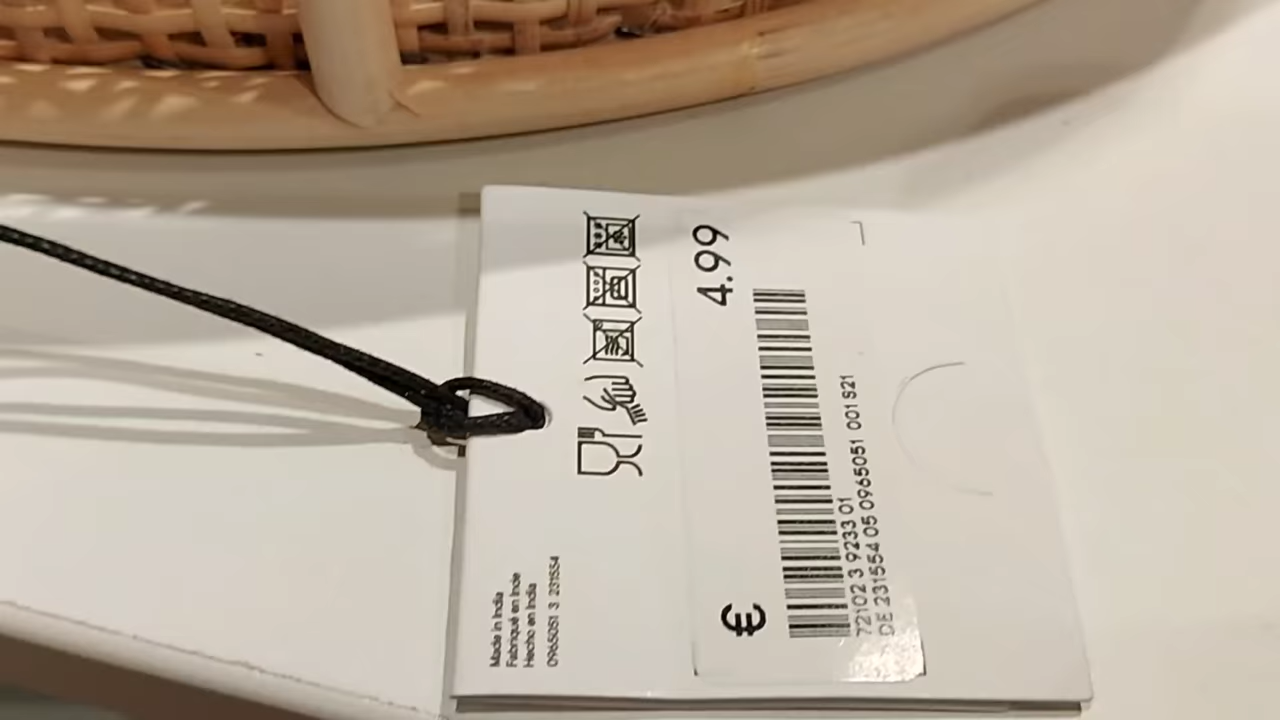 Made in India
Fabriqué en Inde
Hecho en India
0965051 3 231554
€ 4.99
72102 3 9233 01
DE 231554 05 0965051 001 S21